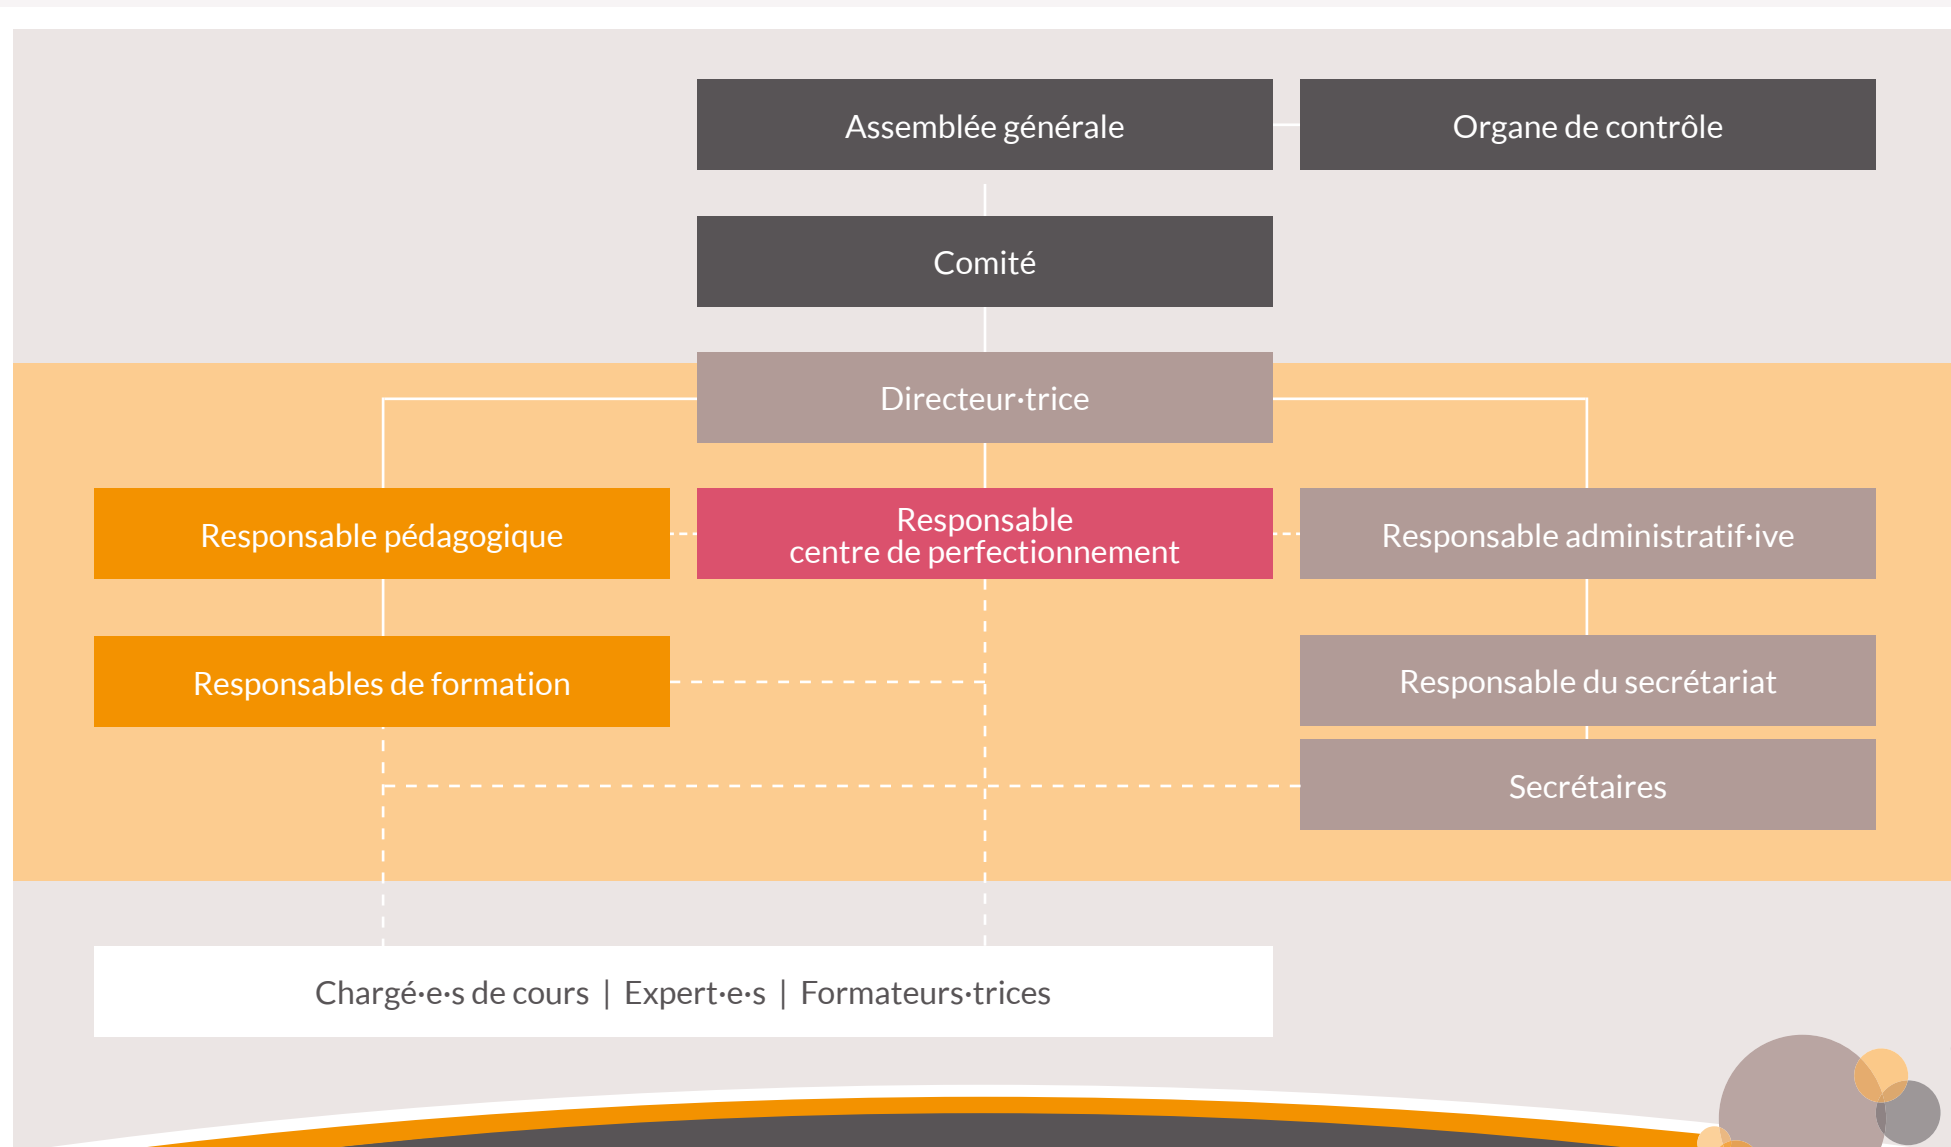 Assemblée générale
Organe de contrôle
Comité
Directeur·trice
Responsable pédagogique
Responsable
centre de perfectionnement
Responsable administratif·ive
Responsables de formation
Responsable du secrétariat
Secrétaires
Chargé·e·s de cours | Expert·e·s | Formateurs·trices